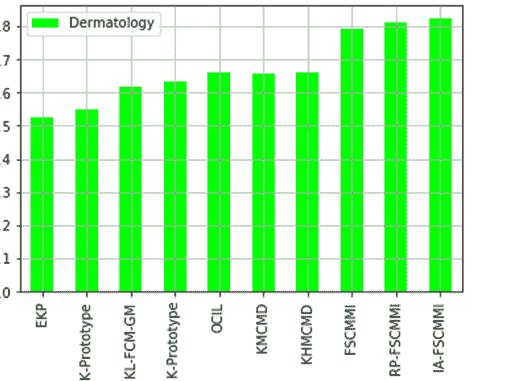 Dermatology
.8
.7
.6
.5
.4
.3
.2
.1
.0
EKP
K-Prototype
KL-FCM-GM
K-Prototype
OCIL
KMCMD
KHMCMD
FSCMMI
RP-FSCMMI
IA-FSCMMI